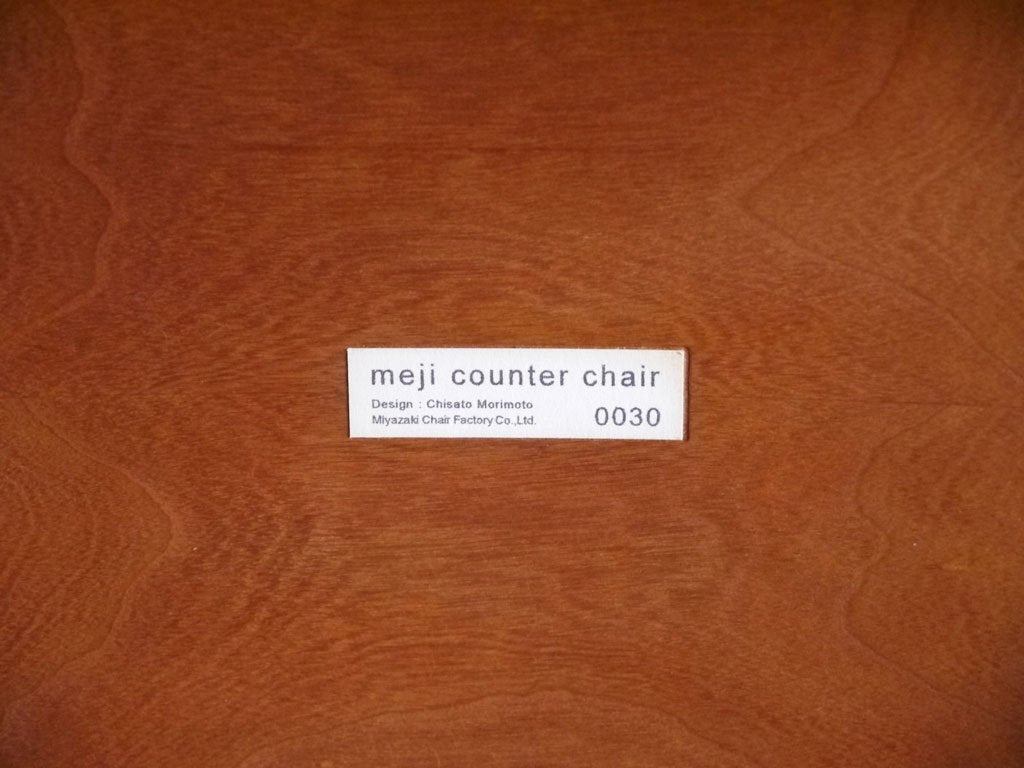 meji counter chair
Design : Chisato Morimoto
Miyazaki Chair Factory Co.,Ltd.
0030